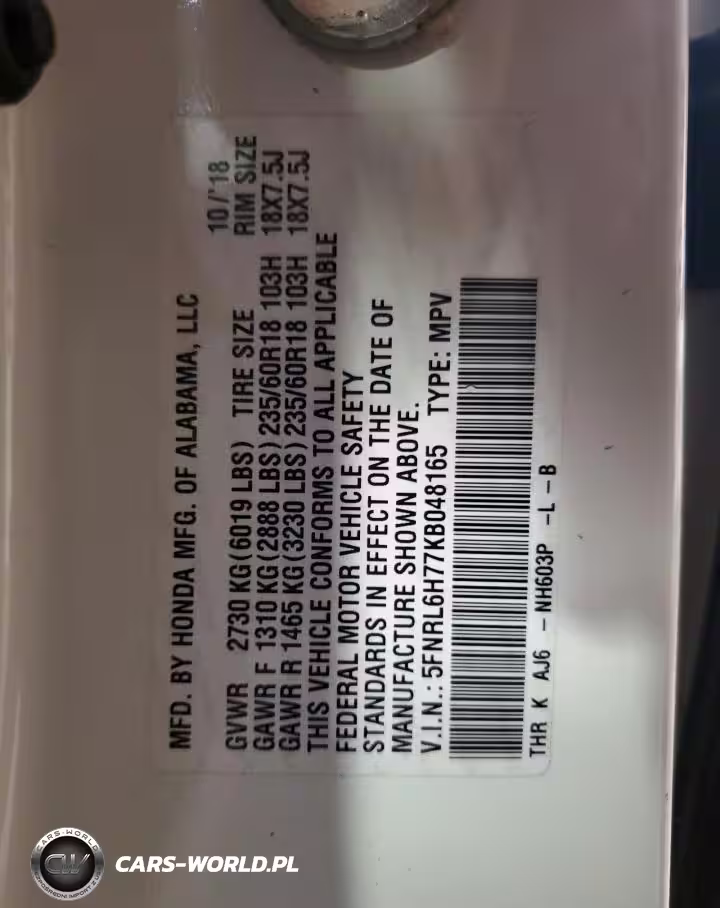 MFD. BY HONDA MFG. OF ALABAMA, LLC 10/'18
GVWR 2730 KG(6019 LBS) TIRE SIZE RIM SIZE
GAWR F 1310 KG(2888 LBS) 235/60R18 103H 18X7.5J
GAWR R 1465 KG(3230 LBS) 235/60R18 103H 18X7.5J
THIS VEHICLE CONFORMS TO ALL APPLICABLE
FEDERAL MOTOR VEHICLE SAFETY
STANDARDS IN EFFECT ON THE DATE OF
MANUFACTURE SHOWN ABOVE.
V.I.N.: 5FNRL6H77KB048165 TYPE: MPV
THR K AJ6 -NH603P -L-B
CARS-WORLD
CW
CARS-WORLD.PL